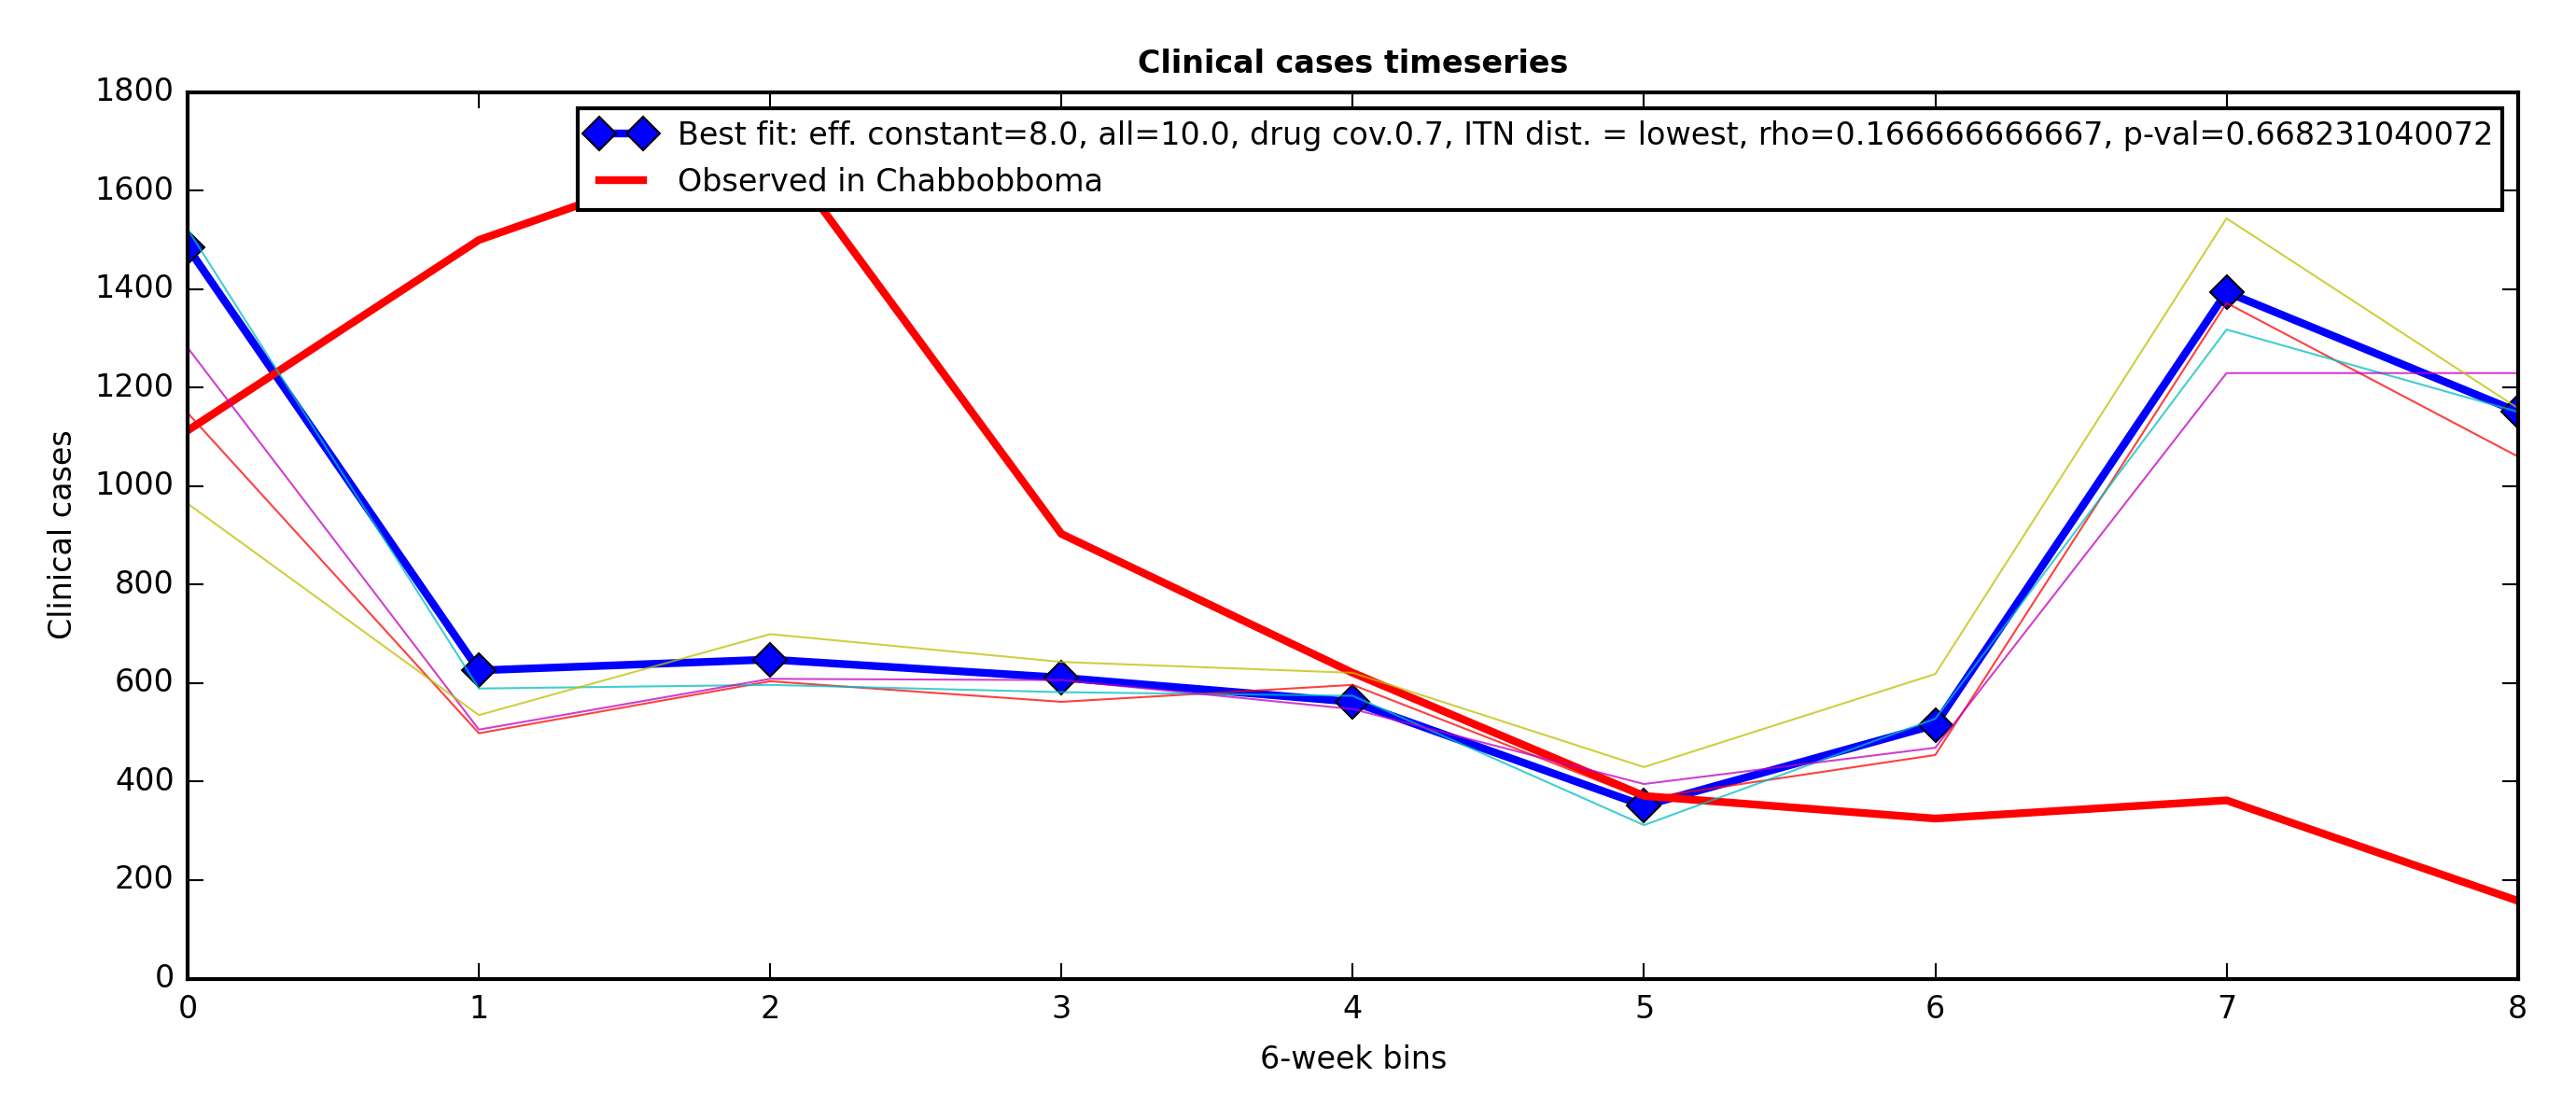 Clinical cases timeseries
1800
1600
1400
1200
1000
800
600
400
200
0
Clinical cases
Best fit: eff. constant=8.0, all=10.0, drug cov.0.7, ITN dist. = lowest, rho=0.166666666667, p-val=0.668231040072
Observed in Chabbobboma
0 1 2 3 4 5 6 7 8
6-week bins